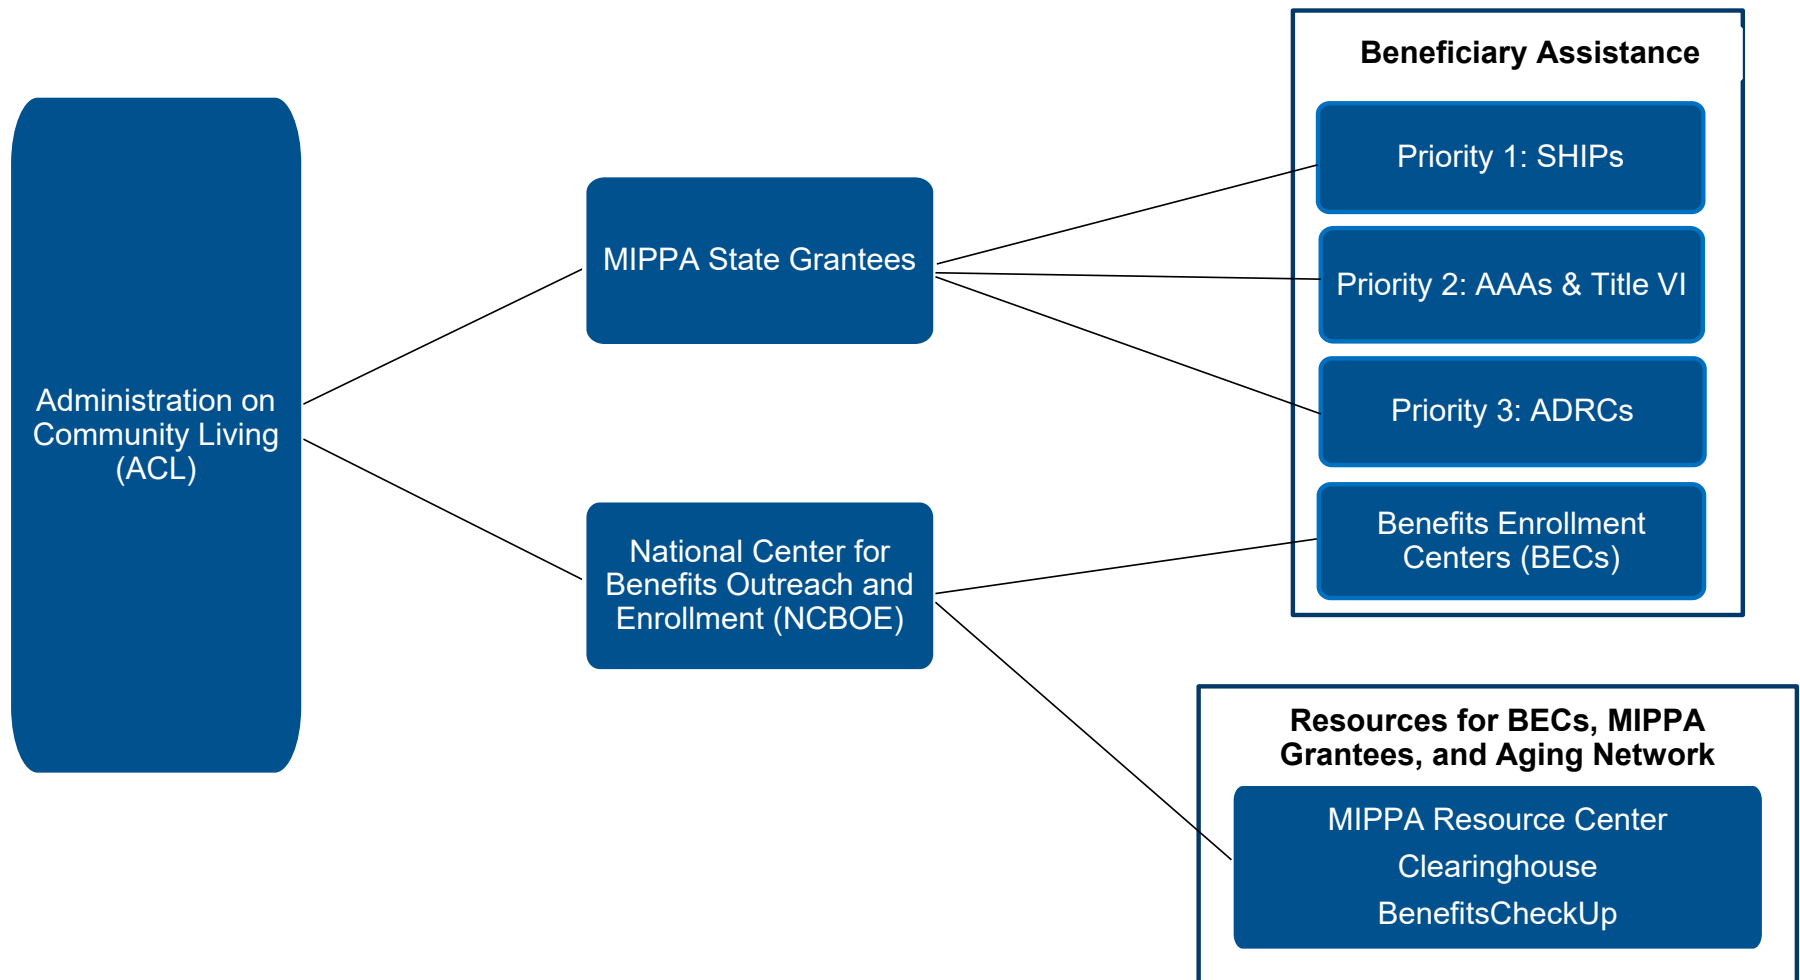 Administration on
Community Living
(ACL)
MIPPA State Grantees
National Center for
Benefits Outreach and
Enrollment (NCBOE)
Beneficiary Assistance
Priority 1: SHIPs
Priority 2: AAAs & Title VI
Priority 3: ADRCs
Benefits Enrollment
Centers (BECs)
Resources for BECs, MIPPA
Grantees, and Aging Network
MIPPA Resource Center
Clearinghouse
BenefitsCheckUp